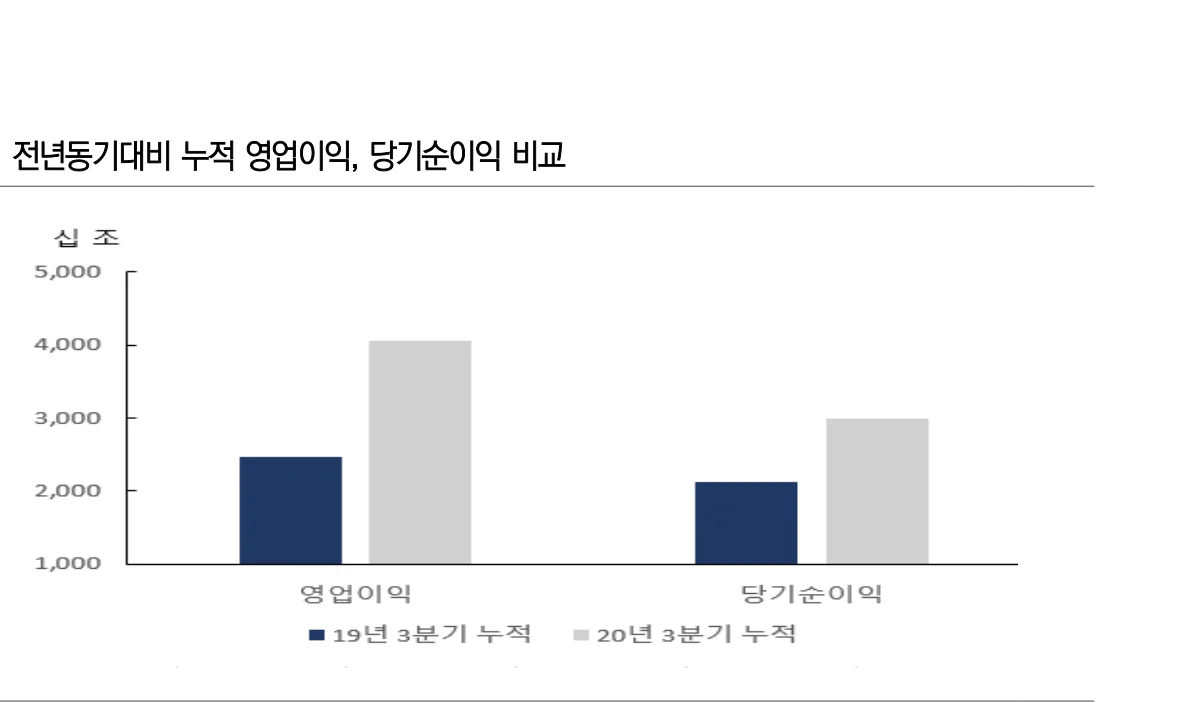 전년동기대비 누적 영업이익, 당기순이익 비교
십 조
5,000
4,000
3,000
2,000
1,000
영업이익 당기순이익
19년 3분기 누적 20년 3분기 누적